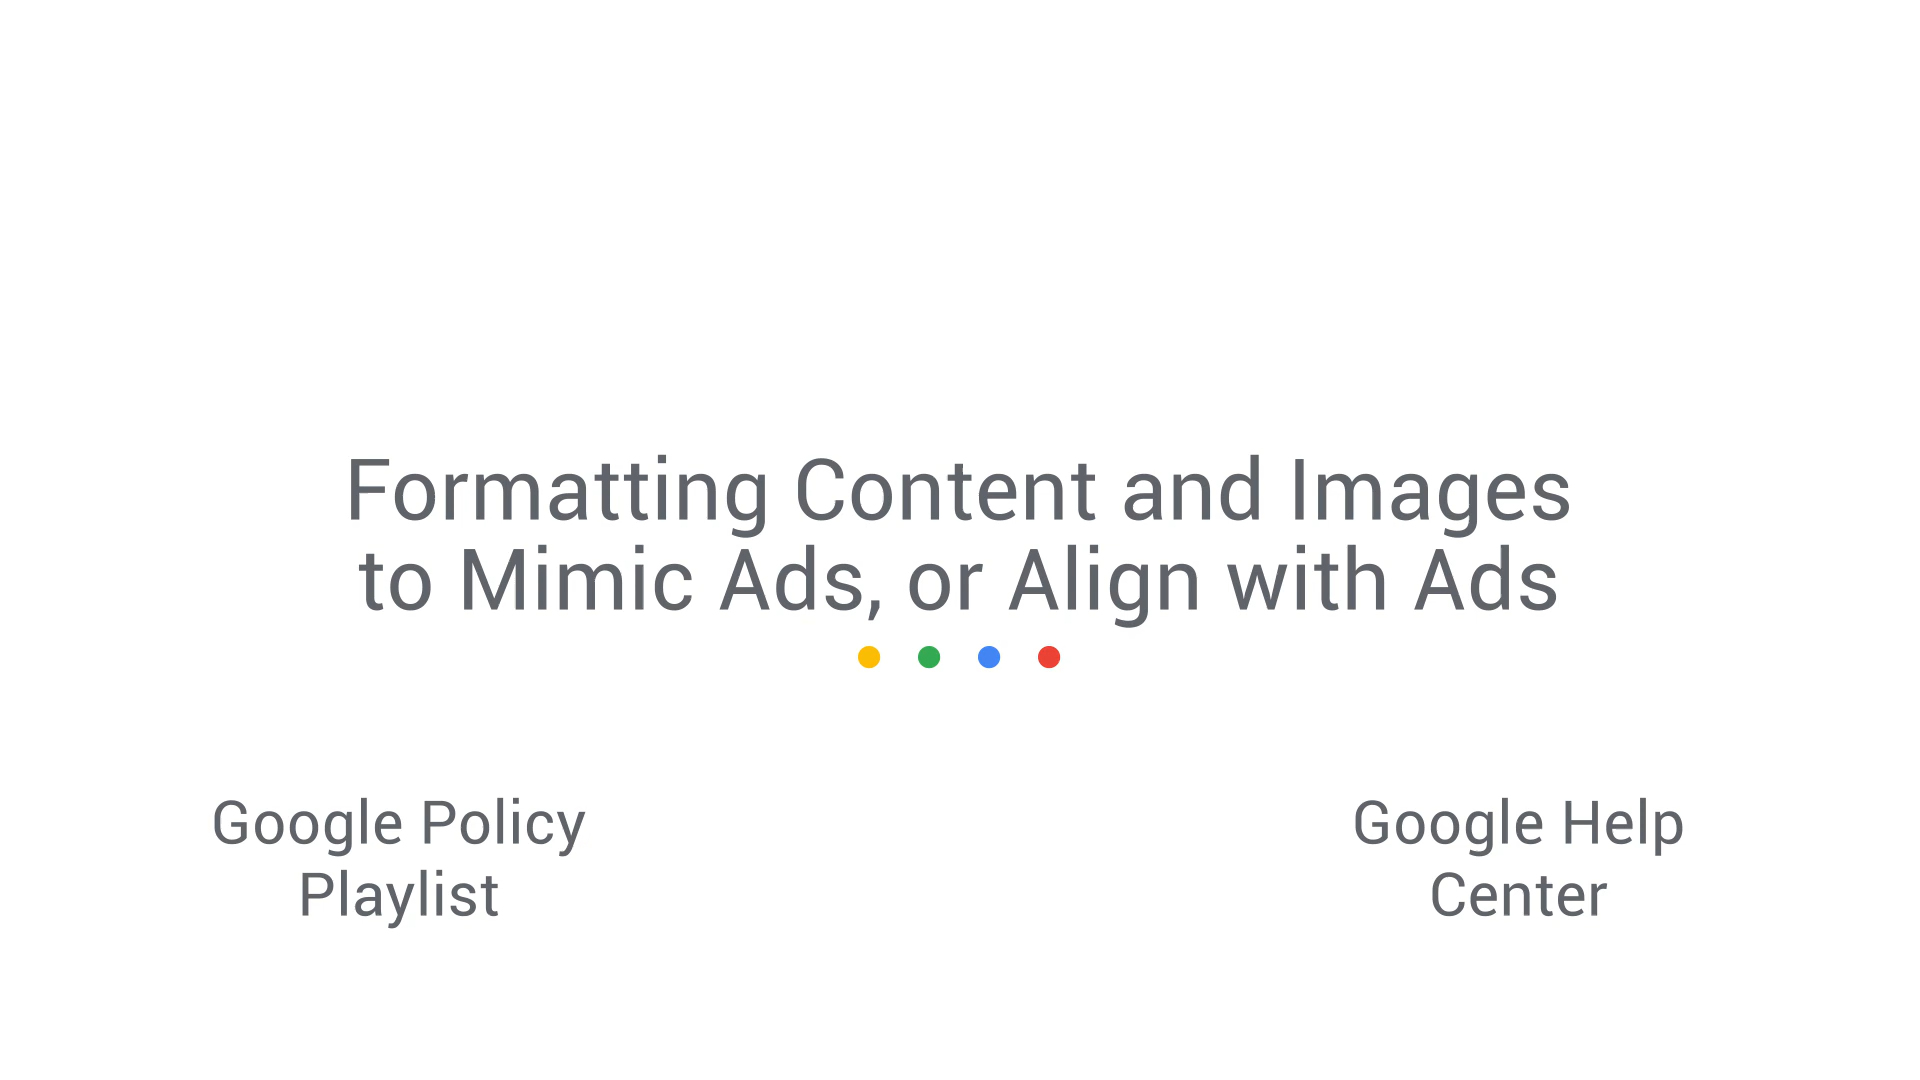 Formatting Content and Images
to Mimic Ads, or Align with Ads
Google Policy
Playlist
Google Help
Center